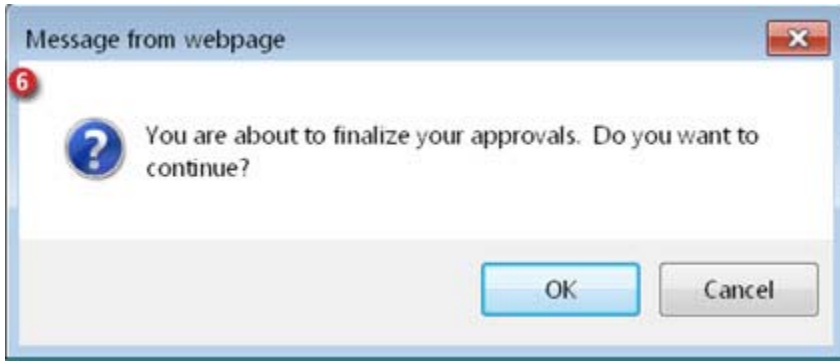 Message from webpage
6
You are about to finalize your approvals. Do you want to
continue?
OK
Cancel